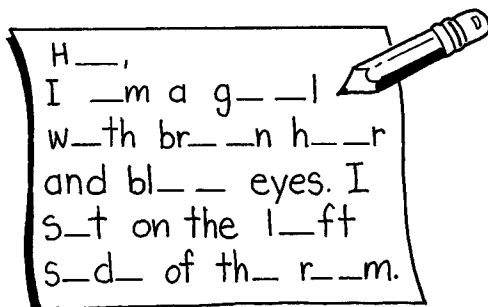 H__,
I __m a g__ __l
w__th br__ __n h__ __r
and bl__ __ eyes. I
s__t on the l__ft
s__d__ of th__ r__ __m.